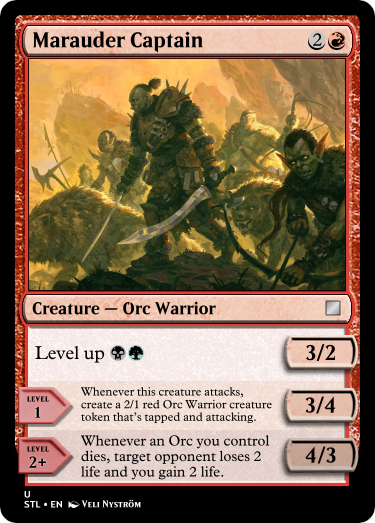 Marauder Captain 2
Creature — Orc Warrior
Level up
3/2
LEVEL
1
Whenever this creature attacks,
create a 2/1 red Orc Warrior creature
token that's tapped and attacking.
3/4
LEVEL
2+
Whenever an Orc you control
dies, target opponent loses 2
life and you gain 2 life.
4/3
U
STL • EN VELI NYSTRÖM